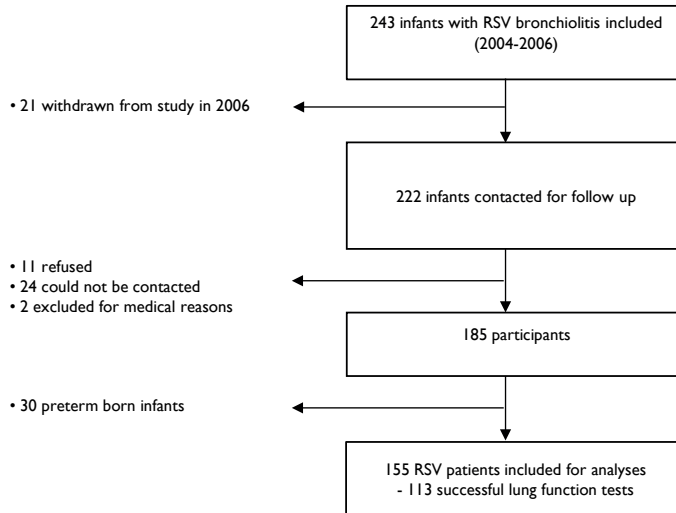 243 infants with RSV bronchiolitis included
(2004-2006)
• 21 withdrawn from study in 2006
222 infants contacted for follow up
• 11 refused
• 24 could not be contacted
• 2 excluded for medical reasons
185 participants
• 30 preterm born infants
155 RSV patients included for analyses
- 113 successful lung function tests